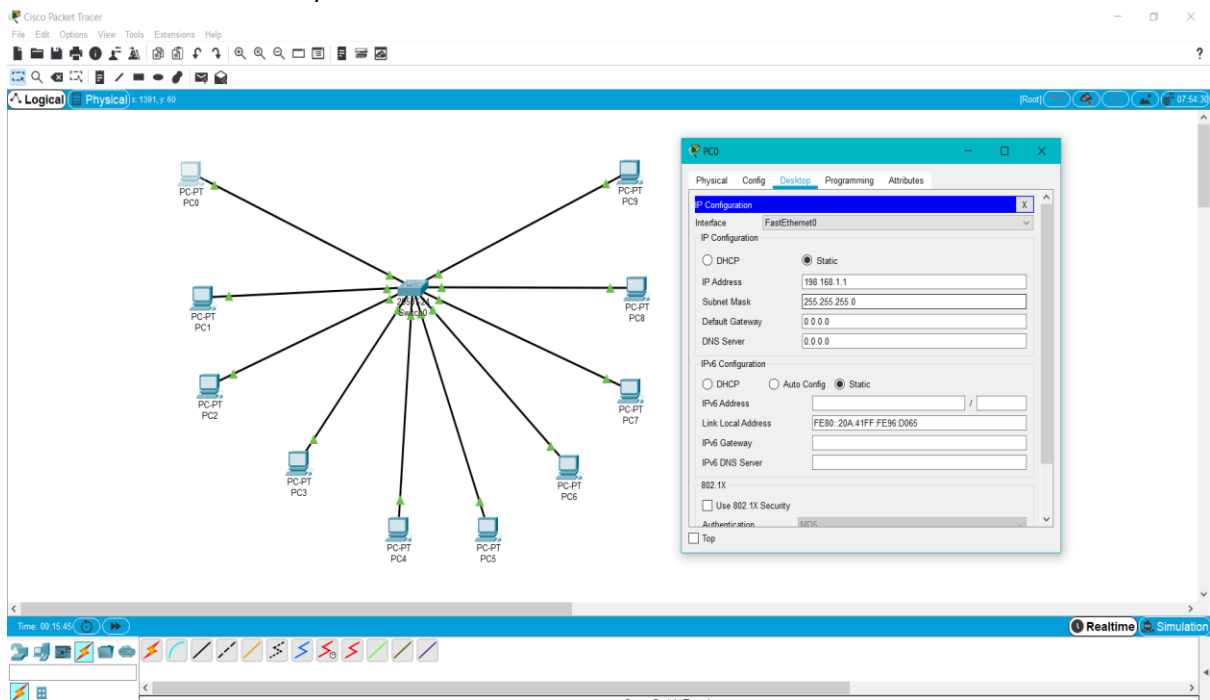 Cisco Packet Tracer
File Edit Options View Tools Extensions Help
?
Logical Physical x: 1391, y: 60 [Root] 07:54:30
PC-PT
PC0
PC-PT
PC9
PC-PT
PC1
Switch0
PC-PT
PC8
PC-PT
PC2
PC-PT
PC7
PC-PT
PC3
PC-PT
PC6
PC-PT
PC4
PC-PT
PC5
PC0
Physical Config Desktop Programming Attributes
IP Configuration X
Interface FastEthernet0
IP Configuration
DHCP Static
IP Address 198.168.1.1
Subnet Mask 255.255.255.0
Default Gateway 0.0.0.0
DNS Server 0.0.0.0
IPv6 Configuration
DHCP Auto Config Static
IPv6 Address /
Link Local Address FE80::20A:41FF:FE96:D065
IPv6 Gateway
IPv6 DNS Server
802.1X
Use 802.1X Security
Authentication MD5
Top
Time: 00:15:45 Realtime Simulation